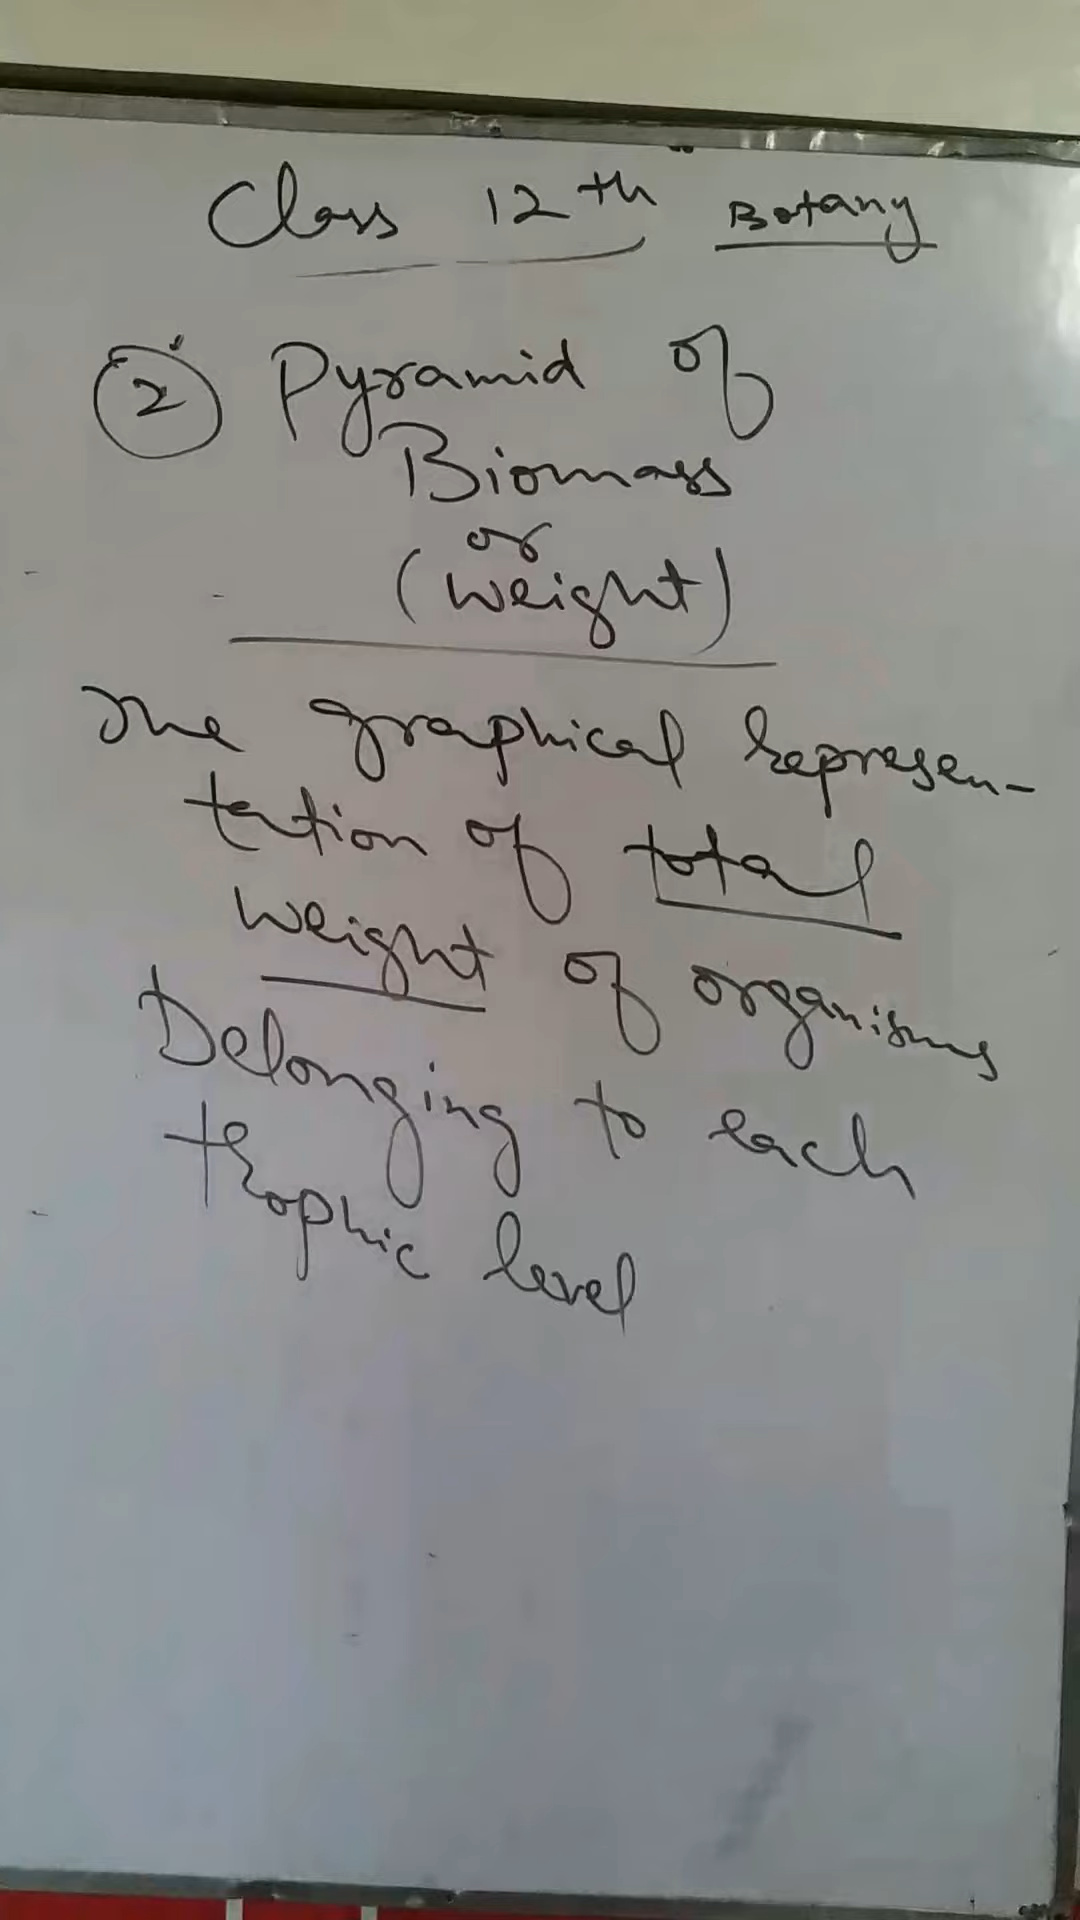 Class 12th Botany
2 Pyramid of
Biomass
or
(weight)
The graphical represen-
tation of total
weight of organisms
belonging to each
trophic level